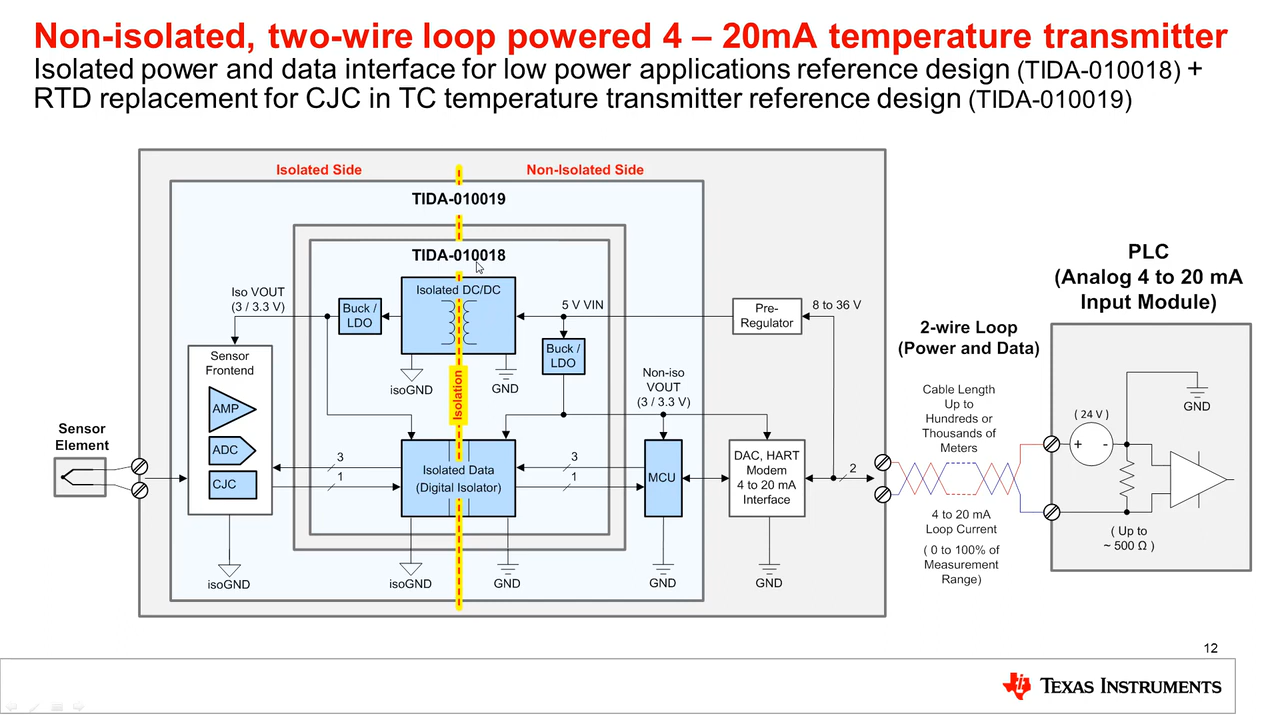 Non-isolated, two-wire loop powered 4 – 20mA temperature transmitter
Isolated power and data interface for low power applications reference design (TIDA-010018) +
RTD replacement for CJC in TC temperature transmitter reference design (TIDA-010019)
Isolated Side
Non-Isolated Side
TIDA-010019
TIDA-010018
Isolated DC/DC
Iso VOUT
(3 / 3.3 V)
Buck /
LDO
5 V VIN
Pre-
Regulator
8 to 36 V
Buck /
LDO
isoGND
GND
Isolation
Non-iso
VOUT
(3 / 3.3 V)
Sensor
Frontend
AMP
ADC
CJC
Sensor
Element
3
1
Isolated Data
(Digital Isolator)
3
1
MCU
DAC, HART
Modem
4 to 20 mA
Interface
2
isoGND
isoGND
GND
GND
GND
2-wire Loop
(Power and Data)
Cable Length
Up to
Hundreds or
Thousands of
Meters
4 to 20 mA
Loop Current
( 0 to 100% of
Measurement
Range)
PLC
(Analog 4 to 20 mA
Input Module)
( 24 V )
+ -
GND
( Up to
~ 500 Ω )
12
TEXAS INSTRUMENTS